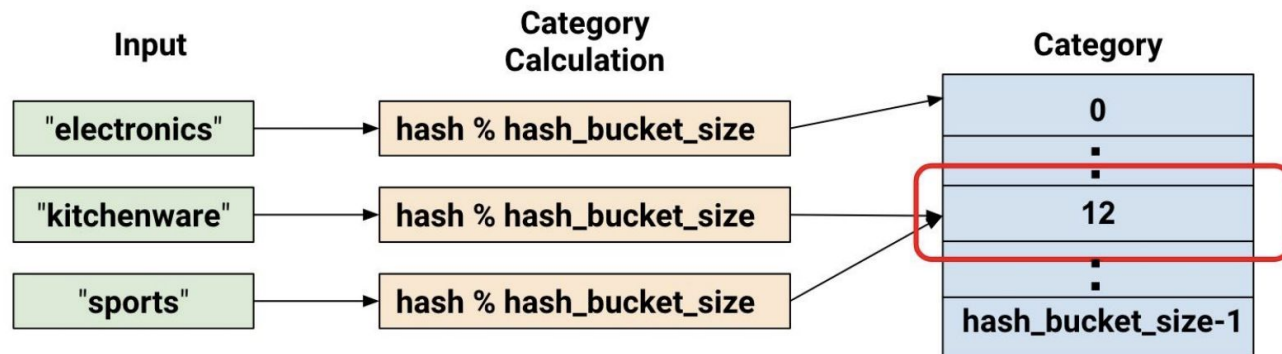 Input
Category
Calculation
Category
"electronics"
hash % hash_bucket_size
0
"kitchenware"
hash % hash_bucket_size
12
"sports"
hash % hash_bucket_size
hash_bucket_size-1